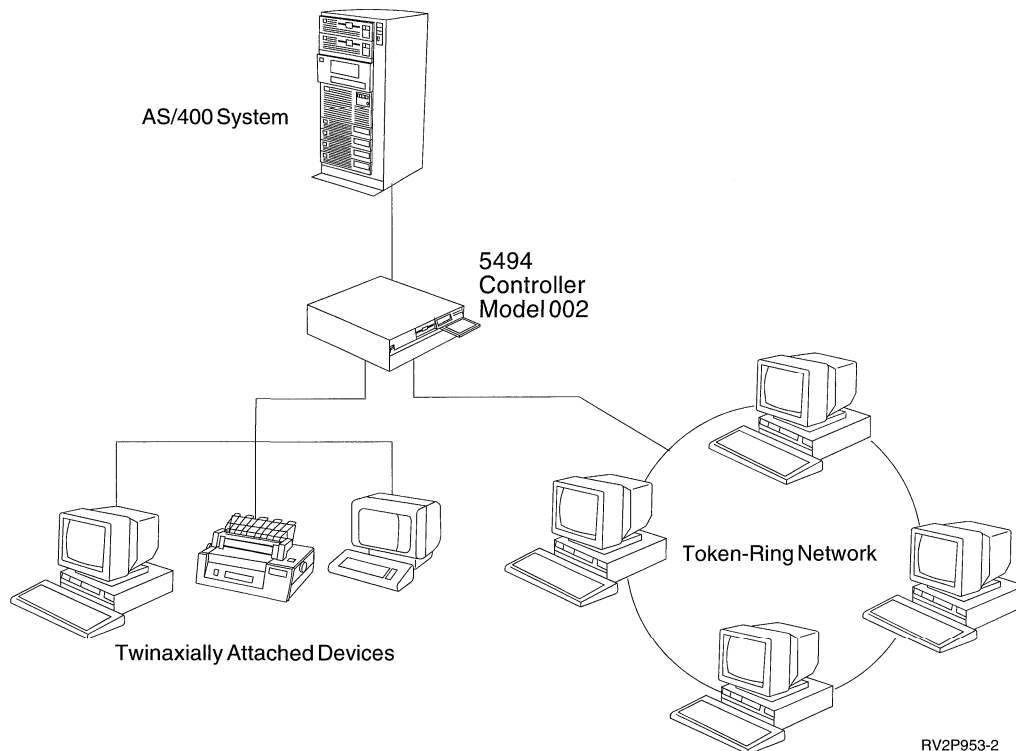 AS/400 System
5494
Controller
Model 002
Token-Ring Network
Twinaxially Attached Devices
RV2P953-2